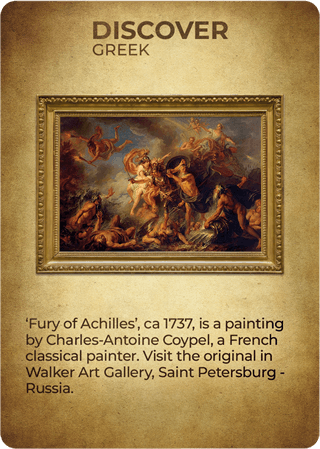 DISCOVER
GREEK
‘Fury of Achilles’, ca 1737, is a painting
by Charles-Antoine Coypel, a French
classical painter. Visit the original in
Walker Art Gallery, Saint Petersburg -
Russia.